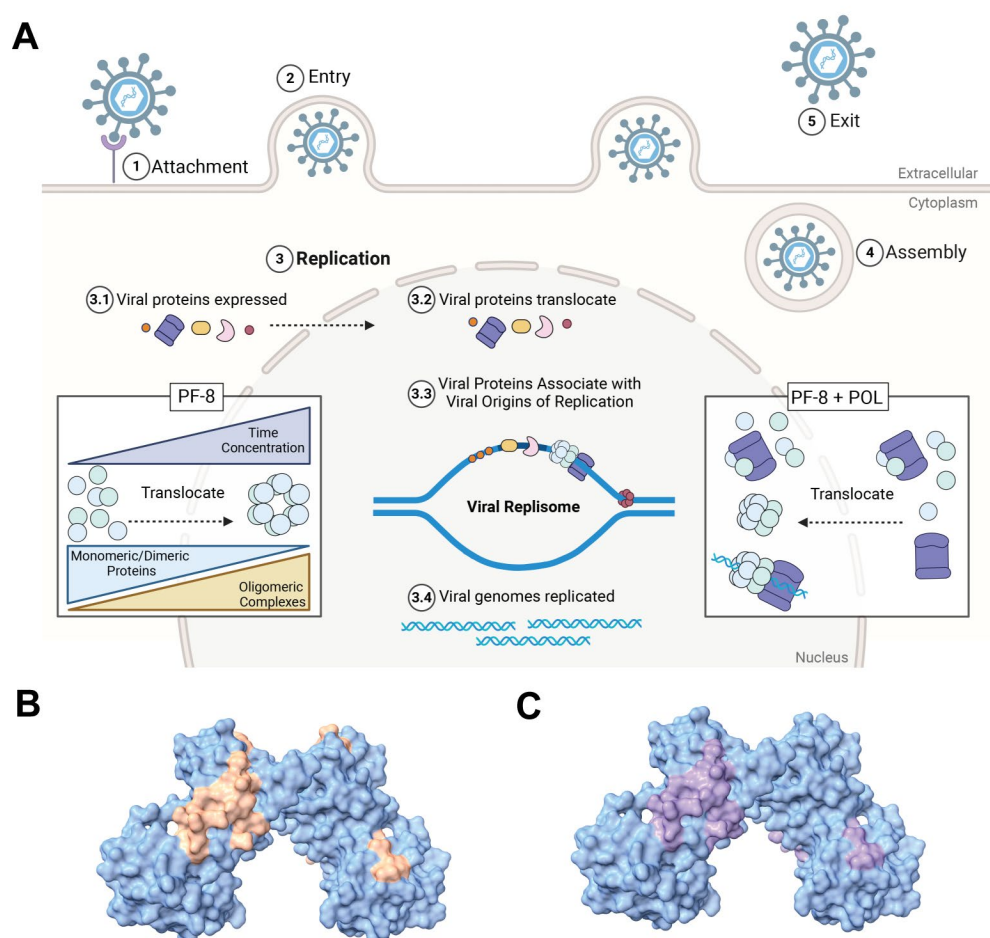 A
1 Attachment
2 Entry
5 Exit
Extracellular
Cytoplasm
4 Assembly
3 Replication
3.1 Viral proteins expressed
3.2 Viral proteins translocate
3.3 Viral Proteins Associate with
Viral Origins of Replication
PF-8
Time
Concentration
Translocate
Monomeric/Dimeric
Proteins
Oligomeric
Complexes
Viral Replisome
3.4 Viral genomes replicated
PF-8 + POL
Translocate
Nucleus
B
C